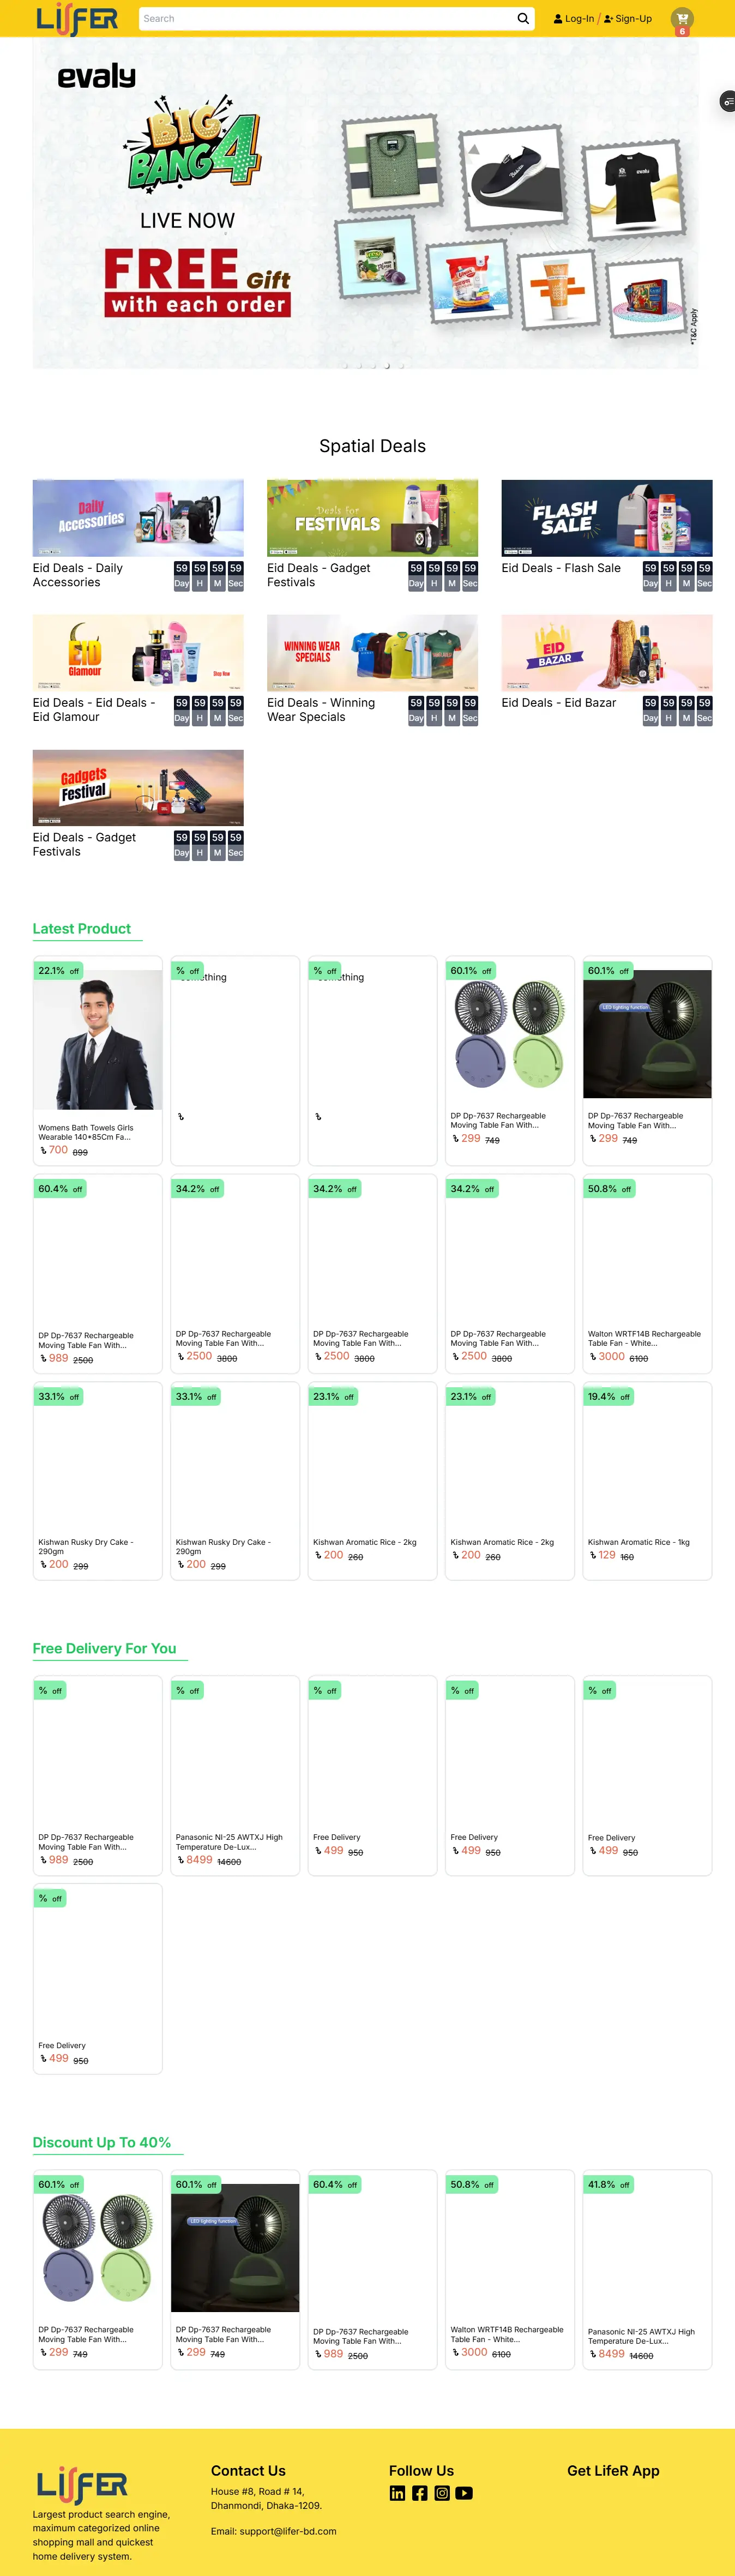 LifFER
Search
Log-In / Sign-Up
6
evaly
BIG
BANG 4
LIVE NOW
FREE Gift
with each order
evaly
*T&C Apply
Spatial Deals
Daily
Accessories
Deals for
FESTIVALS
FLASH
SALE
Eid Deals - Daily
Accessories
59 59 59 59
Day H M Sec
Eid Deals - Gadget
Festivals
59 59 59 59
Day H M Sec
Eid Deals - Flash Sale
59 59 59 59
Day H M Sec
EID
Glamour
Shop Now
WINNING WEAR
SPECIALS
EID
BAZAR
Eid Deals - Eid Deals -
Eid Glamour
59 59 59 59
Day H M Sec
Eid Deals - Winning
Wear Specials
59 59 59 59
Day H M Sec
Eid Deals - Eid Bazar
59 59 59 59
Day H M Sec
Gadgets
Festival
Eid Deals - Gadget
Festivals
59 59 59 59
Day H M Sec
Latest Product
22.1% off
Womens Bath Towels Girls
Wearable 140*85Cm Fa...
৳ 700 899
% off
mething
৳
% off
mething
৳
60.1% off
DP Dp-7637 Rechargeable
Moving Table Fan With...
৳ 299 749
60.1% off
LED lighting function
DP Dp-7637 Rechargeable
Moving Table Fan With...
৳ 299 749
60.4% off
DP Dp-7637 Rechargeable
Moving Table Fan With...
৳ 989 2500
34.2% off
DP Dp-7637 Rechargeable
Moving Table Fan With...
৳ 2500 3800
34.2% off
DP Dp-7637 Rechargeable
Moving Table Fan With...
৳ 2500 3800
34.2% off
DP Dp-7637 Rechargeable
Moving Table Fan With...
৳ 2500 3800
50.8% off
Walton WRTF14B Rechargeable
Table Fan - White...
৳ 3000 6100
33.1% off
Kishwan Rusky Dry Cake -
290gm
৳ 200 299
33.1% off
Kishwan Rusky Dry Cake -
290gm
৳ 200 299
23.1% off
Kishwan Aromatic Rice - 2kg
৳ 200 260
23.1% off
Kishwan Aromatic Rice - 2kg
৳ 200 260
19.4% off
Kishwan Aromatic Rice - 1kg
৳ 129 160
Free Delivery For You
% off
DP Dp-7637 Rechargeable
Moving Table Fan With...
৳ 989 2500
% off
Panasonic NI-25 AWTXJ High
Temperature De-Lux...
৳ 8499 14600
% off
Free Delivery
৳ 499 950
% off
Free Delivery
৳ 499 950
% off
Free Delivery
৳ 499 950
% off
Free Delivery
৳ 499 950
Discount Up To 40%
60.1% off
DP Dp-7637 Rechargeable
Moving Table Fan With...
৳ 299 749
60.1% off
LED lighting function
DP Dp-7637 Rechargeable
Moving Table Fan With...
৳ 299 749
60.4% off
DP Dp-7637 Rechargeable
Moving Table Fan With...
৳ 989 2500
50.8% off
Walton WRTF14B Rechargeable
Table Fan - White...
৳ 3000 6100
41.8% off
Panasonic NI-25 AWTXJ High
Temperature De-Lux...
৳ 8499 14600
LifFER
Largest product search engine,
maximum categorized online
shopping mall and quickest
home delivery system.
Contact Us
House #8, Road # 14,
Dhanmondi, Dhaka-1209.
Email: support@lifer-bd.com
Follow Us
Get LifeR App